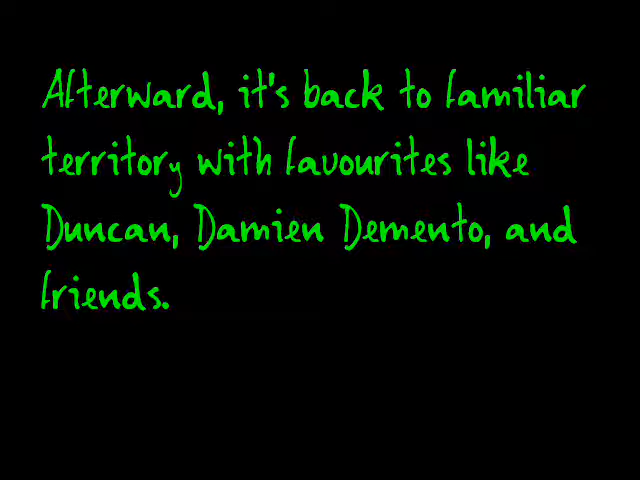 Afterward, it's back to familiar
territory with favourites like
Duncan, Damien Demento, and
friends.